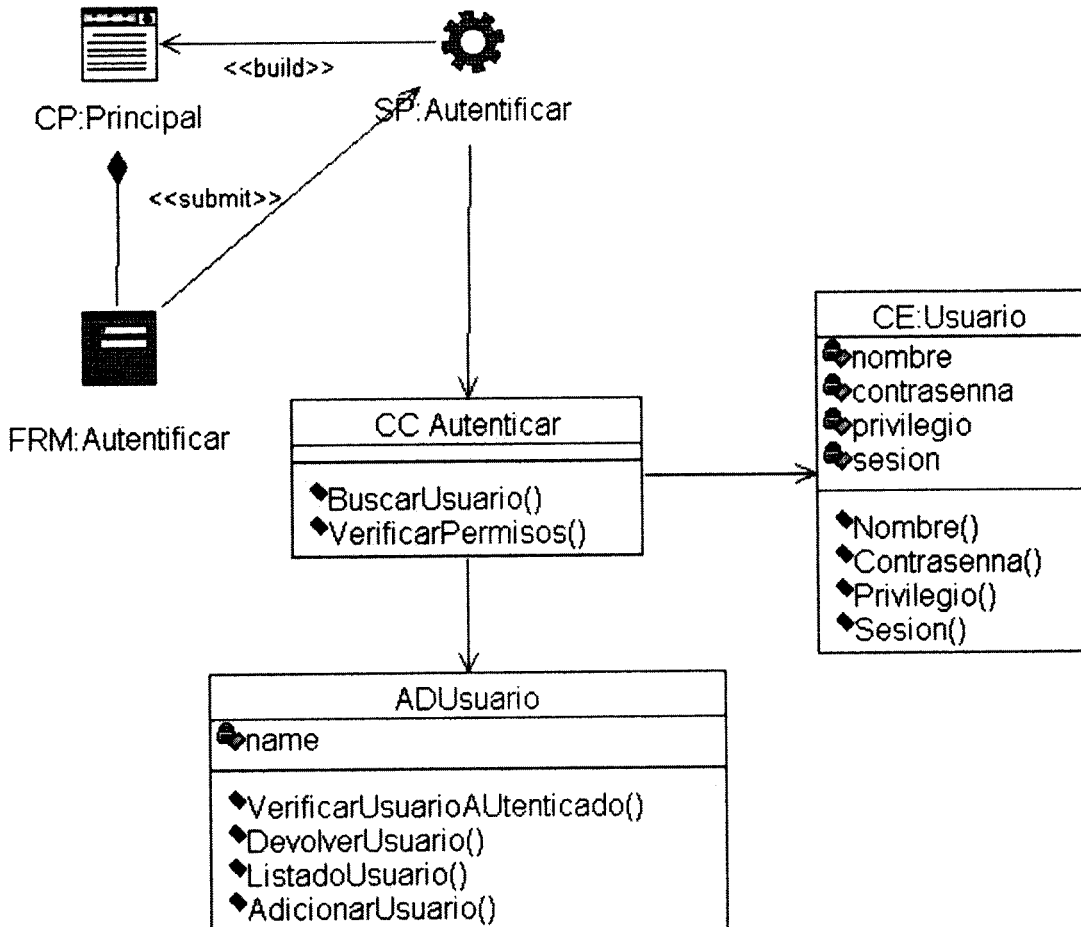 <<build>>
CP:Principal
SP:Autentificar
<<submit>>
FRM:Autentificar
CE:Usuario
nombre
contrasenna
privilegio
sesion
Nombre()
Contrasenna()
Privilegio()
Sesion()
CC Autenticar
BuscarUsuario()
VerificarPermisos()
ADUsuario
name
VerificarUsuarioAUtenticado()
DevolverUsuario()
ListadoUsuario()
AdicionarUsuario()